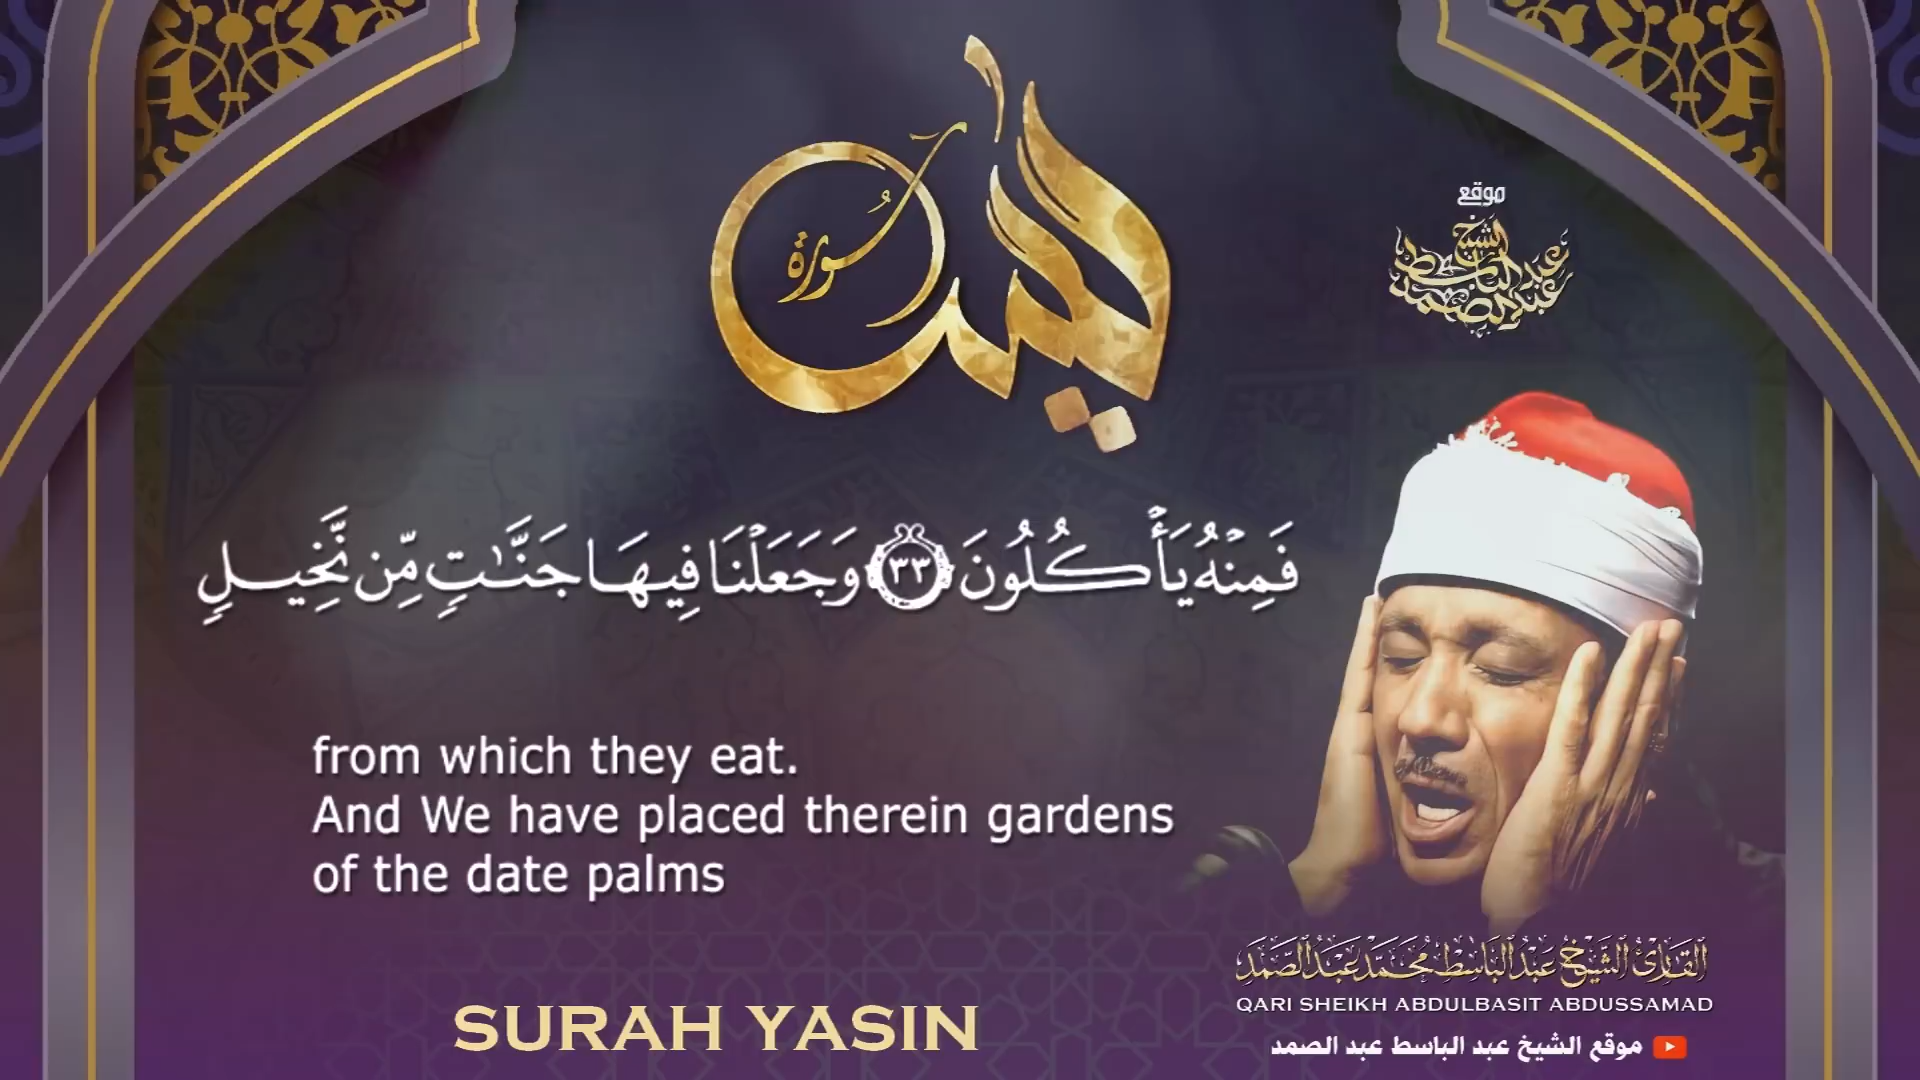 سورة
يس
موقع
الشيخ
عبد الباسط
عبد الصمد
فَمِنْهُ يَأْكُلُونَ ٣٣ وَجَعَلْنَا فِيهَا جَنَّٰتٍ مِّن نَّخِيلٍ
from which they eat.
And We have placed therein gardens
of the date palms
SURAH YASIN
القارئ الشيخ عبد الباسط محمد عبد الصمد
QARI SHEIKH ABDULBASIT ABDUSSAMAD
موقع الشيخ عبد الباسط عبد الصمد